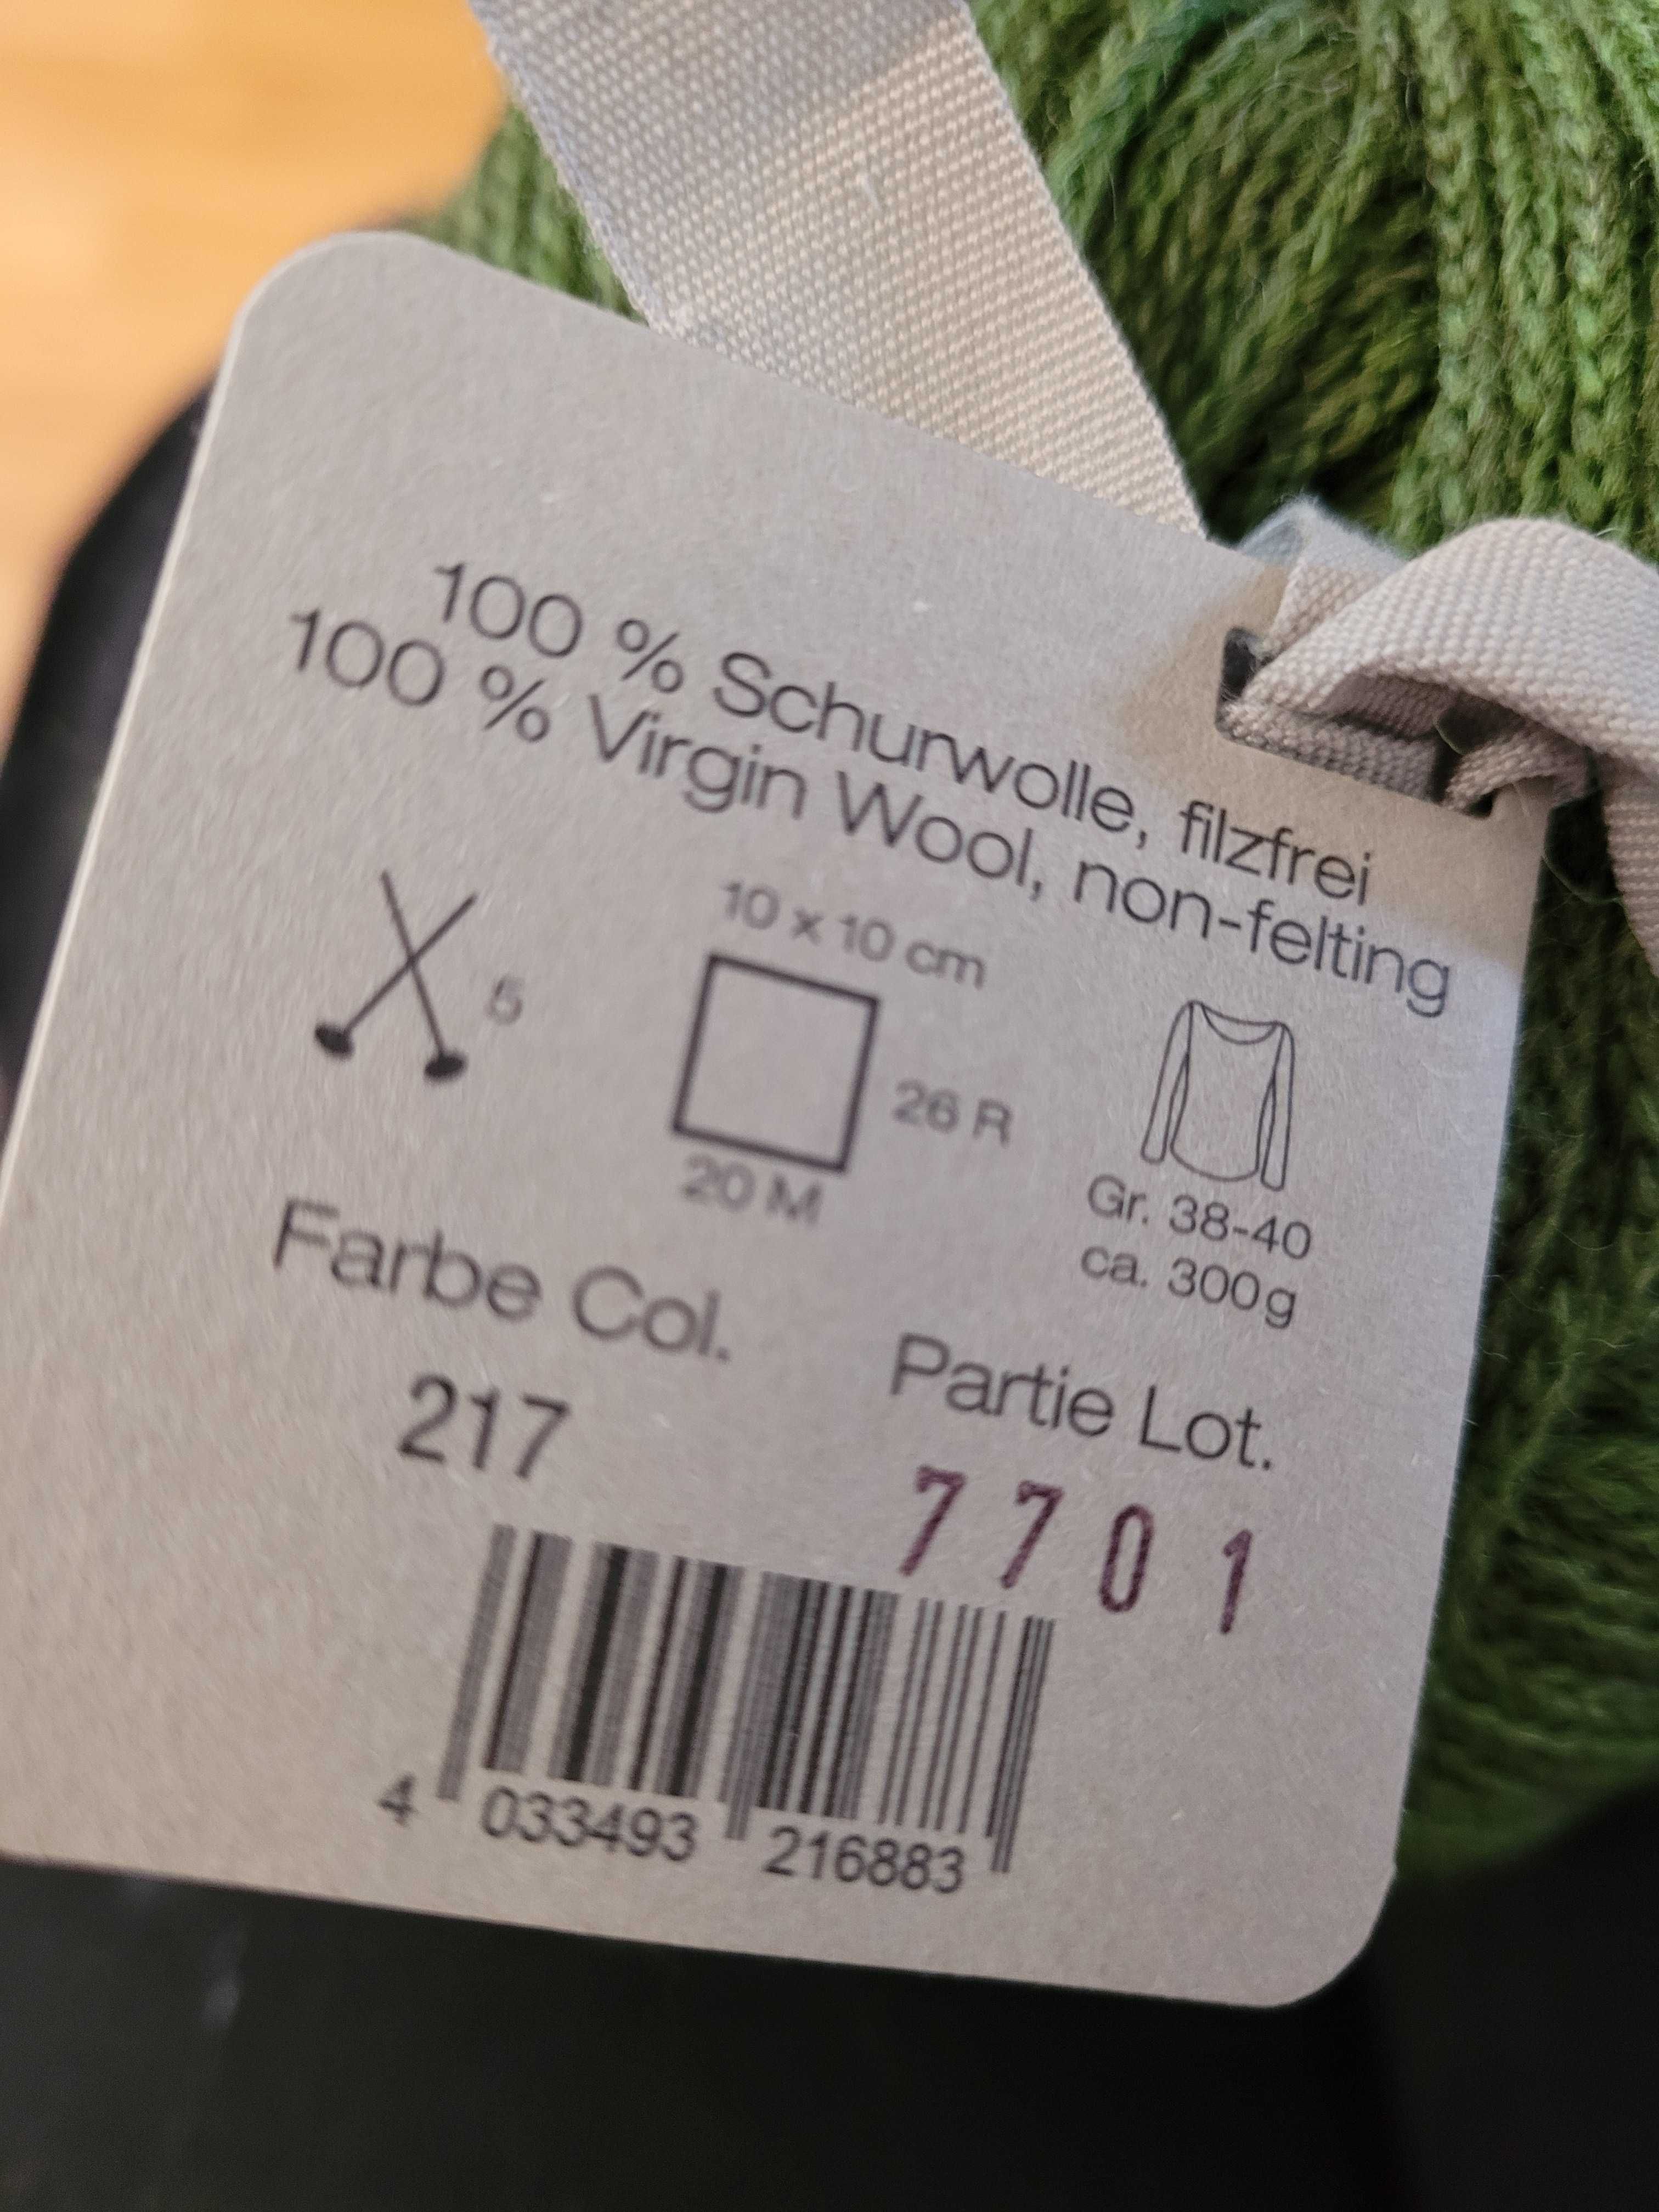 100 % Schurwolle, filzfrei
100 % Virgin Wool, non-felting
5
10 x 10 cm
26 R
20 M
Gr. 38-40
ca. 300g
Farbe Col.
217
Partie Lot.
7701
4 033493 216883